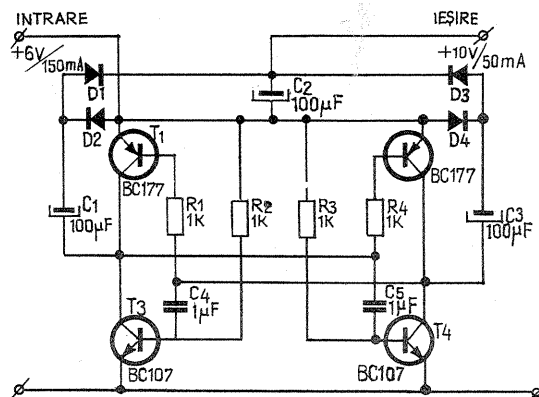 INTRARE
IEȘIRE
+6V/150mA
+10V/50mA
D1
C2
100µF
D3
D2
D4
T1
BC177
BC177
C1
100µF
R1
1K
R2
1K
R3
1K
R4
1K
C3
100µF
C4
1µF
C5
1µF
T3
T4
BC107
BC107